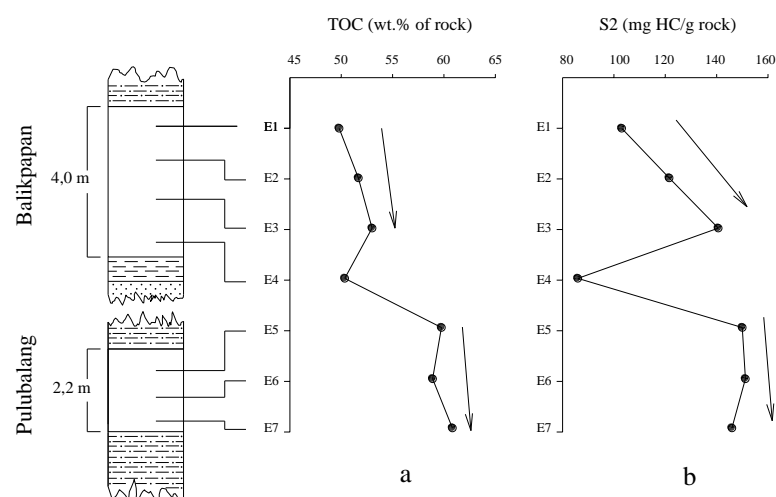 TOC (wt.% of rock)
S2 (mg HC/g rock)
45 50 55 60 65
80 100 120 140 160
Balikpapan
4,0 m
E1
E2
E3
E4
E1
E2
E3
E4
Pulubalang
2,2 m
E5
E6
E7
E5
E6
E7
a
b